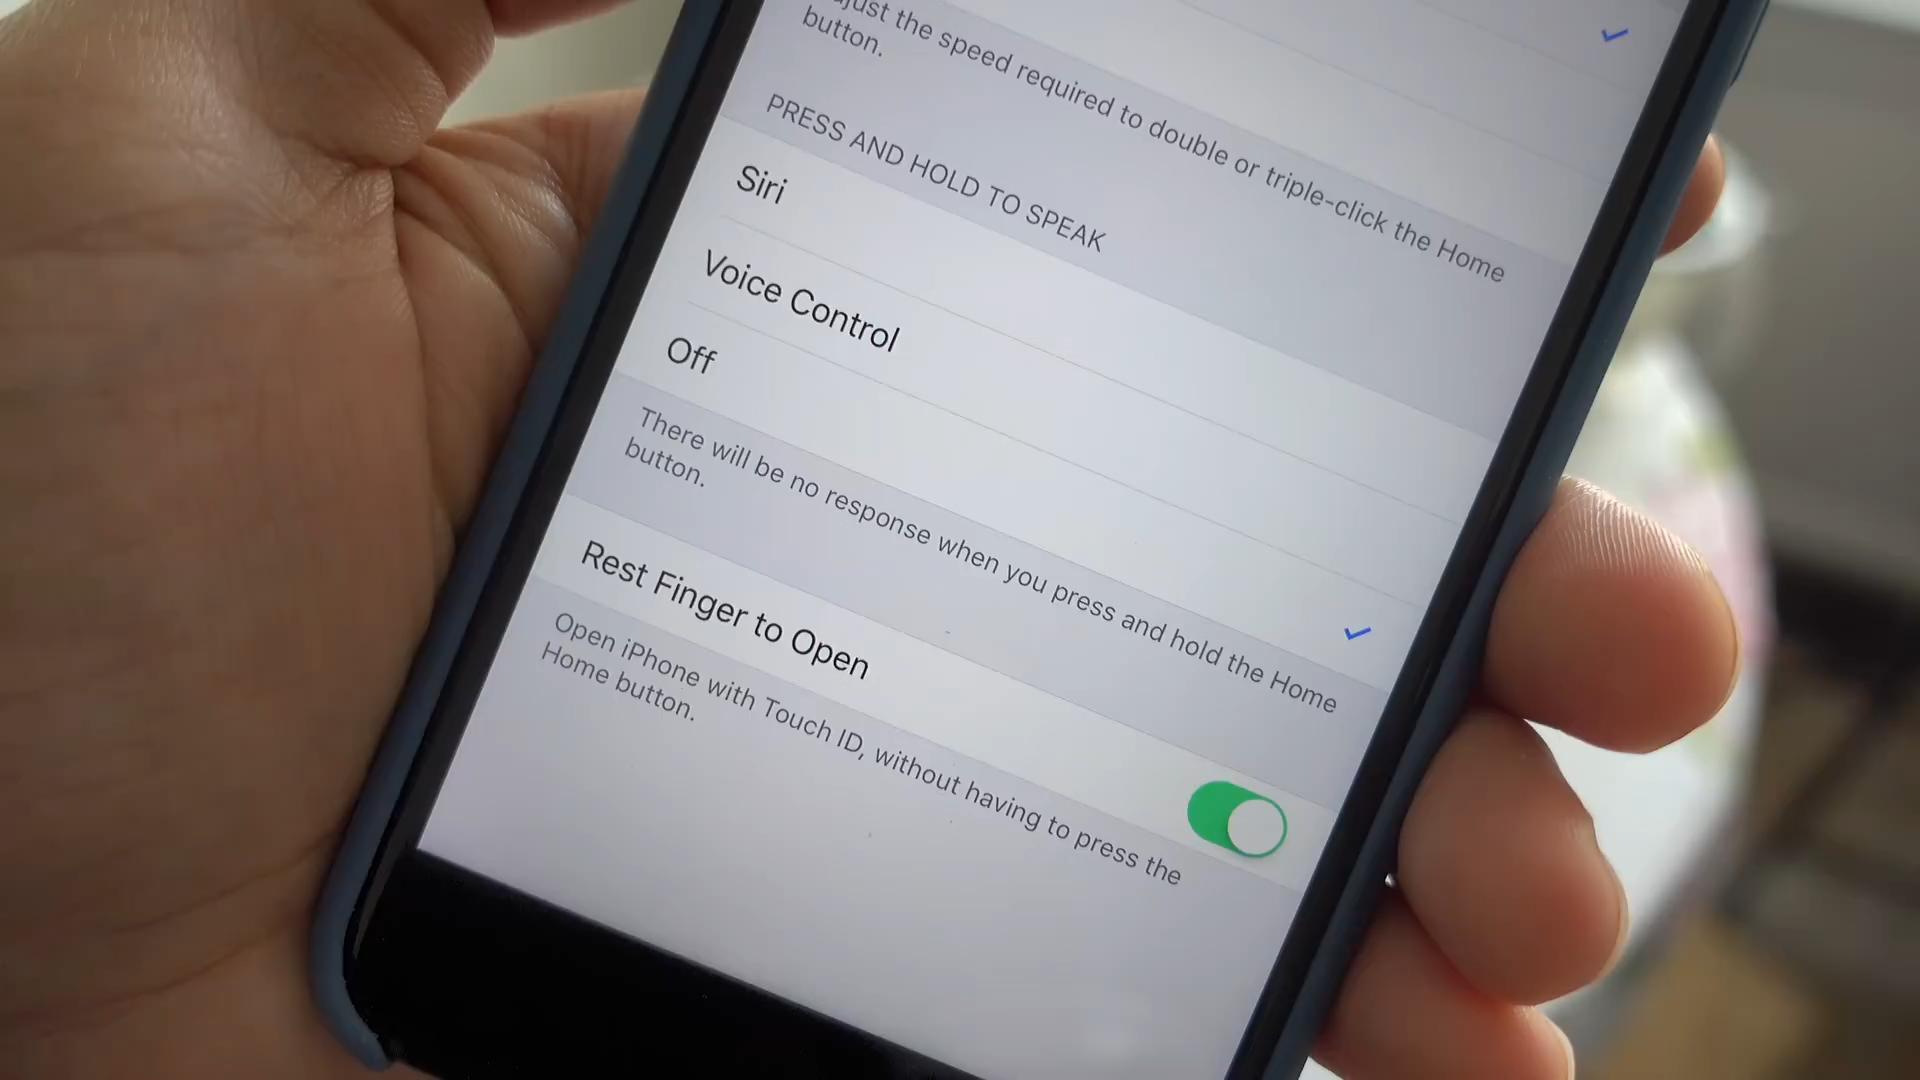 the speed required to double or triple-click the Home
button.
PRESS AND HOLD TO SPEAK
Siri
Voice Control
Off
There will be no response when you press and hold the Home
button.
Rest Finger to Open
Open iPhone with Touch ID, without having to press the
Home button.